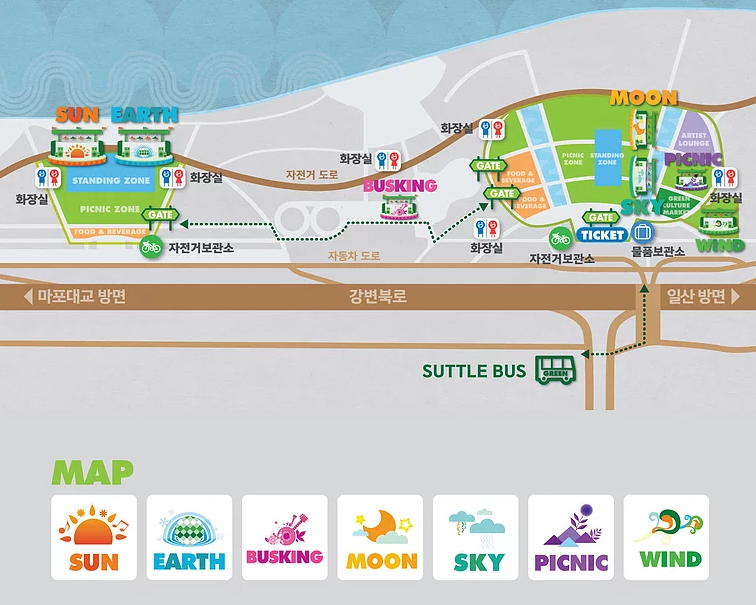 SUN EARTH
화장실
STANDING ZONE
화장실
PICNIC ZONE
GATE
FOOD & BEVERAGE
자전거보관소
자전거 도로
화장실
BUSKING
자동차 도로
MOON
화장실
GATE
GATE
FOOD & BEVERAGE
FOOD & BEVERAGE
PICNIC ZONE
STANDING ZONE
ARTIST LOUNGE
PICNIC
화장실
SKY
GREEN CULTURE MARKET
WIND
GATE
TICKET
화장실
자전거보관소
물품보관소
마포대교 방면
강변북로
일산 방면
SUTTLE BUS
GREEN
MAP
SUN
EARTH
BUSKING
MOON
SKY
PICNIC
WIND